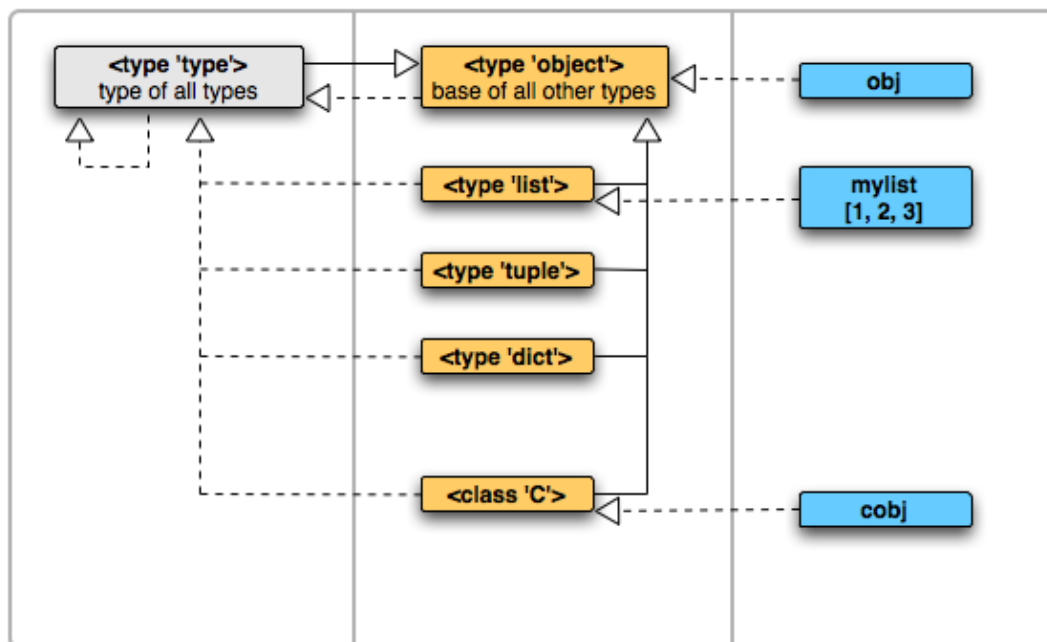 <type 'type'>
type of all types
<type 'object'>
base of all other types
obj
<type 'list'>
mylist
[1, 2, 3]
<type 'tuple'>
<type 'dict'>
<class 'C'>
cobj